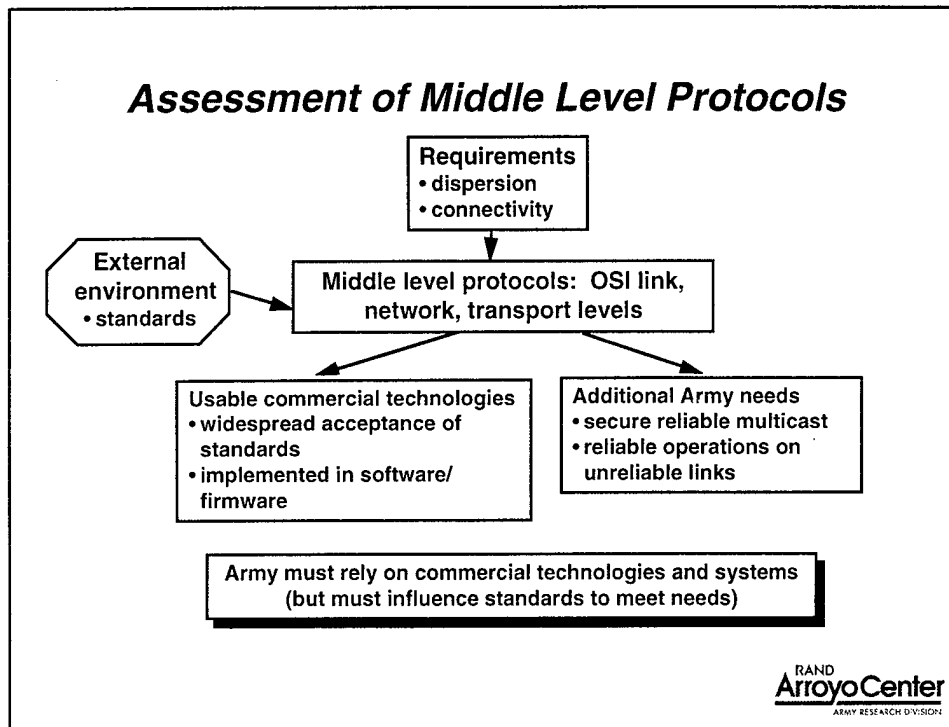 Assessment of Middle Level Protocols
Requirements
• dispersion
• connectivity
External
environment
• standards
Middle level protocols: OSI link,
network, transport levels
Usable commercial technologies
• widespread acceptance of
standards
• implemented in software/
firmware
Additional Army needs
• secure reliable multicast
• reliable operations on
unreliable links
Army must rely on commercial technologies and systems
(but must influence standards to meet needs)
RAND
Arroyo Center
ARMY RESEARCH DIVISION